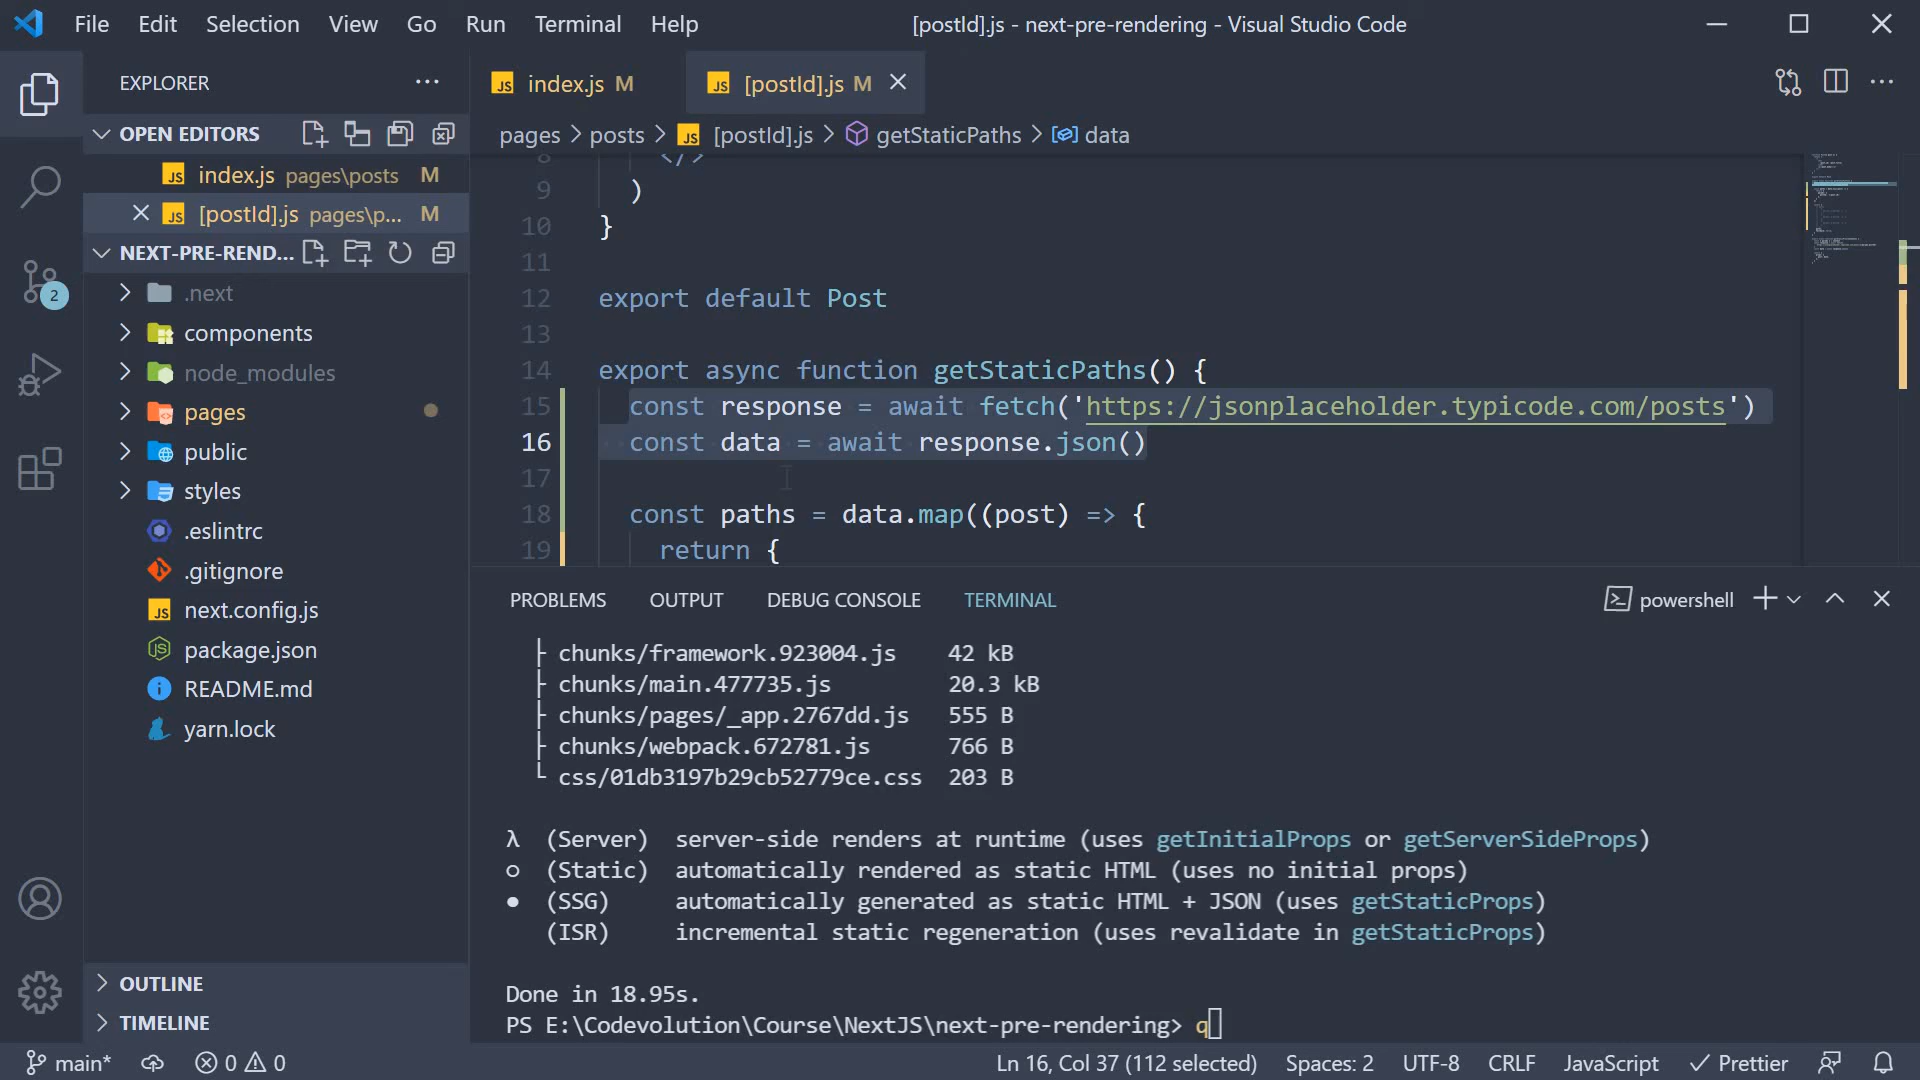 File Edit Selection View Go Run Terminal Help
[postId].js - next-pre-rendering - Visual Studio Code
EXPLORER
OPEN EDITORS
index.js pages\posts M
[postId].js pages\p... M
NEXT-PRE-REND...
.next
components
node_modules
pages
public
styles
.eslintrc
.gitignore
next.config.js
package.json
README.md
yarn.lock
OUTLINE
TIMELINE
2
JS index.js M
JS [postId].js M
pages > posts > JS [postId].js > getStaticPaths > data
8 </>
9 )
10 }
11
12 export default Post
13
14 export async function getStaticPaths() {
15 const response = await fetch('https://jsonplaceholder.typicode.com/posts')
16 const data = await response.json()
17
18 const paths = data.map((post) => {
19 return {
PROBLEMS OUTPUT DEBUG CONSOLE TERMINAL
powershell
├ chunks/framework.923004.js 42 kB
├ chunks/main.477735.js 20.3 kB
├ chunks/pages/_app.2767dd.js 555 B
├ chunks/webpack.672781.js 766 B
└ css/01db3197b29cb52779ce.css 203 B
λ (Server) server-side renders at runtime (uses getInitialProps or getServerSideProps)
○ (Static) automatically rendered as static HTML (uses no initial props)
● (SSG) automatically generated as static HTML + JSON (uses getStaticProps)
(ISR) incremental static regeneration (uses revalidate in getStaticProps)
Done in 18.95s.
PS E:\Codevolution\Course\NextJS\next-pre-rendering> q
main* 0 0
Ln 16, Col 37 (112 selected) Spaces: 2 UTF-8 CRLF JavaScript Prettier